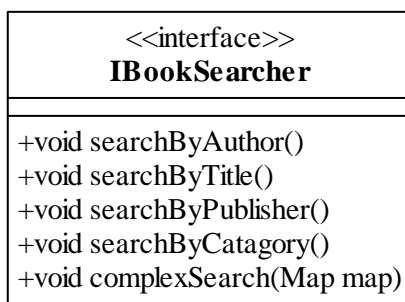 <<interface>>
IBookSearcher
+void searchByAuthor()
+void searchByTitle()
+void searchByPublisher()
+void searchByCatagory()
+void complexSearch(Map map)